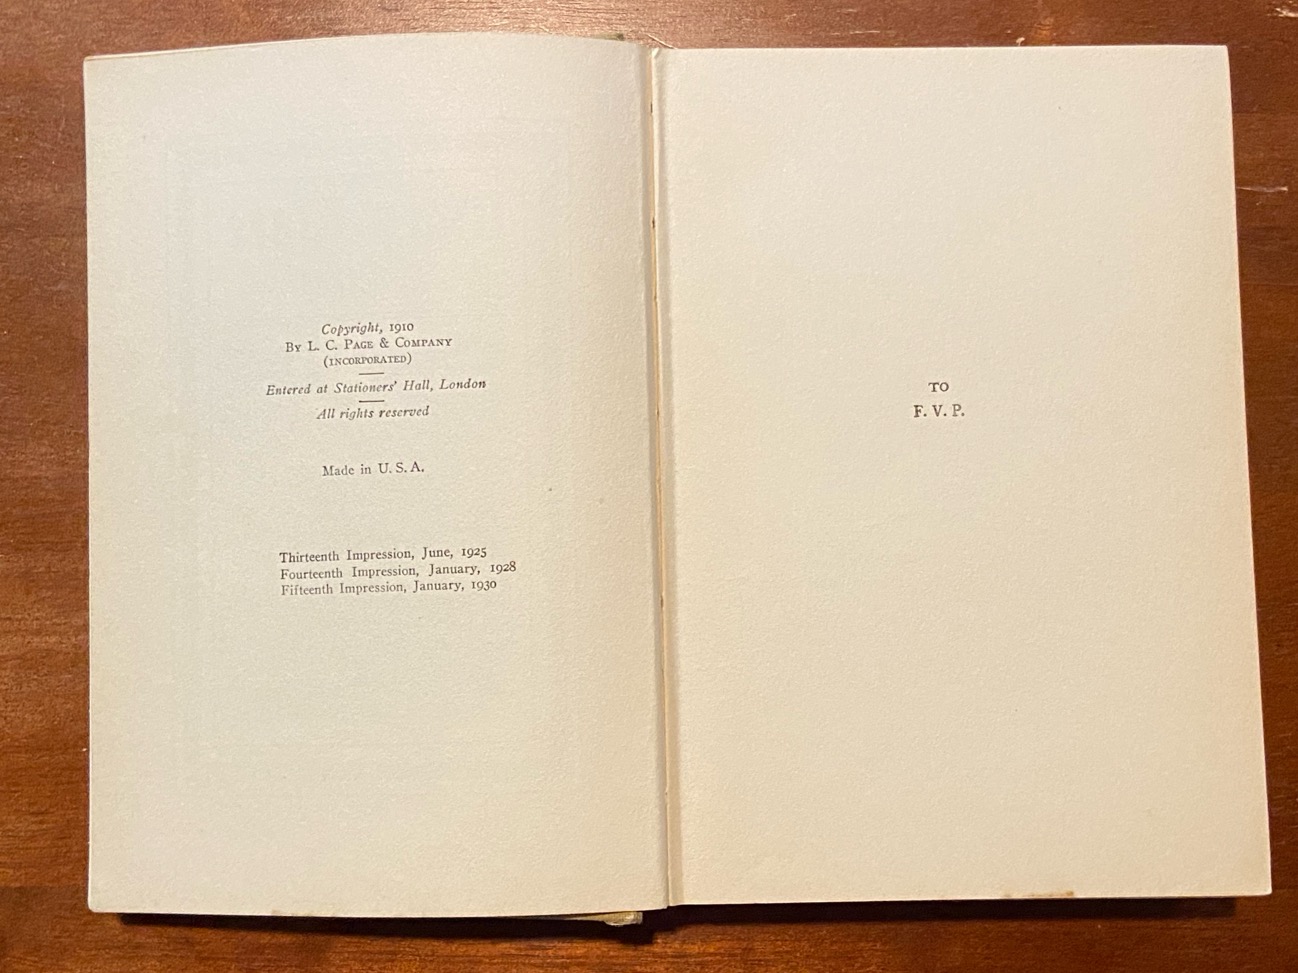 Copyright, 1910
By L. C. Page & Company
(INCORPORATED)
Entered at Stationers' Hall, London
All rights reserved
Made in U. S. A.
Thirteenth Impression, June, 1925
Fourteenth Impression, January, 1928
Fifteenth Impression, January, 1930
TO
F. V. P.